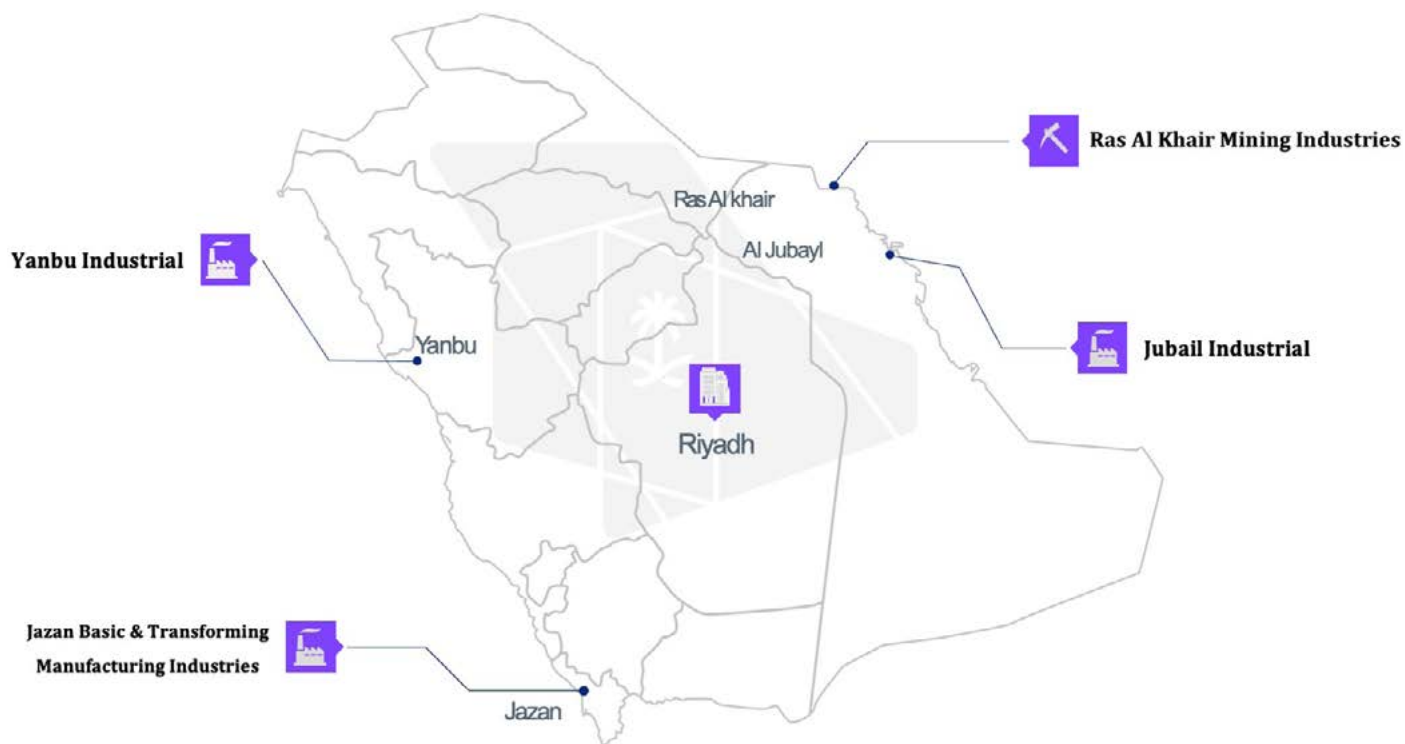 Ras Al Khair Mining Industries
Ras Al khair
Al Jubayl
Yanbu Industrial
Jubail Industrial
Yanbu
Riyadh
Jazan Basic & Transforming
Manufacturing Industries
Jazan